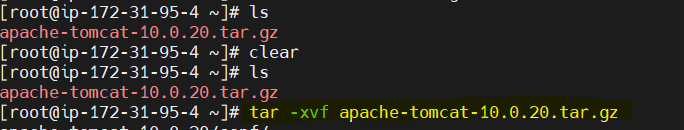 [root@ip-172-31-95-4 ~]# ls
apache-tomcat-10.0.20.tar.gz
[root@ip-172-31-95-4 ~]# clear
[root@ip-172-31-95-4 ~]# ls
apache-tomcat-10.0.20.tar.gz
[root@ip-172-31-95-4 ~]# tar -xvf apache-tomcat-10.0.20.tar.gz
apache-tomcat-10.0.20/conf/